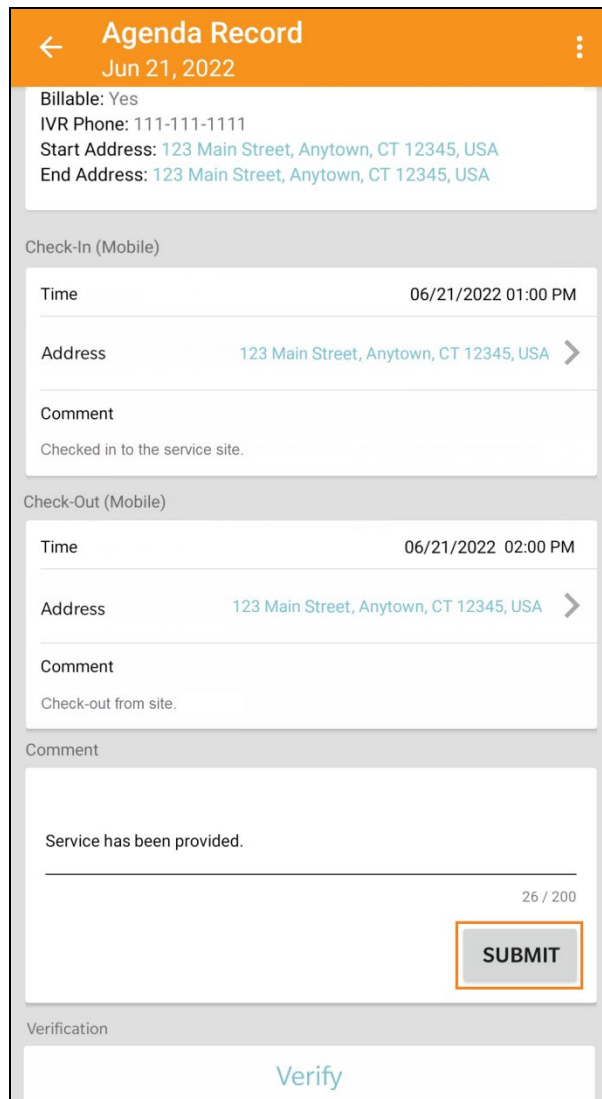 Agenda Record
Jun 21, 2022
Billable: Yes
IVR Phone: 111-111-1111
Start Address: 123 Main Street, Anytown, CT 12345, USA
End Address: 123 Main Street, Anytown, CT 12345, USA
Check-In (Mobile)
Time 06/21/2022 01:00 PM
Address 123 Main Street, Anytown, CT 12345, USA
Comment
Checked in to the service site.
Check-Out (Mobile)
Time 06/21/2022 02:00 PM
Address 123 Main Street, Anytown, CT 12345, USA
Comment
Check-out from site.
Comment
Service has been provided.
26 / 200
SUBMIT
Verification
Verify